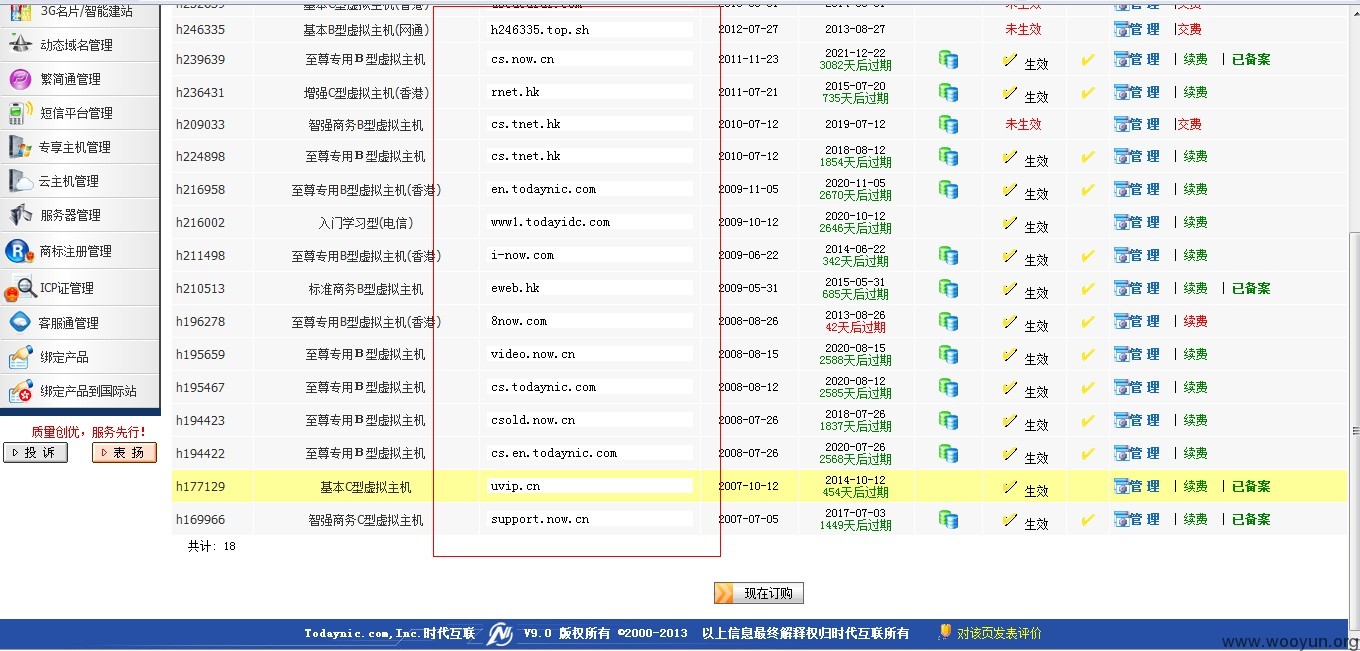 3G名片/智能建站
动态域名管理
繁简通管理
短信平台管理
专享主机管理
云主机管理
服务器管理
商标注册管理
ICP证管理
客服通管理
绑定产品
绑定产品到国际站
质量创优，服务先行！
投 诉 表 扬
h246335 基本B型虚拟主机(网通) h246335.top.sh 2012-07-27 2013-08-27 未生效 管 理 |交费
h239639 至尊专用B型虚拟主机 cs.now.cn 2011-11-23 2021-12-22 3082天后过期 生效 管 理 | 续费 | 已备案
h236431 增强C型虚拟主机(香港) rnet.hk 2011-07-21 2015-07-20 735天后过期 生效 管 理 | 续费
h209033 智强商务B型虚拟主机 cs.tnet.hk 2010-07-12 2019-07-12 未生效 管 理 |交费
h224898 至尊专用B型虚拟主机 cs.tnet.hk 2010-07-12 2018-08-12 1854天后过期 生效 管 理 | 续费
h216958 至尊专用B型虚拟主机(香港) en.todaynic.com 2009-11-05 2020-11-05 2670天后过期 生效 管 理 | 续费
h216002 入门学习型(电信) www1.todayidc.com 2009-10-12 2020-10-12 2646天后过期 生效 管 理 | 续费
h211498 至尊专用B型虚拟主机(香港) i-now.com 2009-06-22 2014-06-22 342天后过期 生效 管 理 | 续费
h210513 标准商务B型虚拟主机 eweb.hk 2009-05-31 2015-05-31 685天后过期 生效 管 理 | 续费 | 已备案
h196278 至尊专用B型虚拟主机(香港) 8now.com 2008-08-26 2013-08-26 42天后过期 生效 管 理 | 续费
h195659 至尊专用B型虚拟主机 video.now.cn 2008-08-15 2020-08-15 2588天后过期 生效 管 理 | 续费
h195467 至尊专用B型虚拟主机 cs.todaynic.com 2008-08-12 2020-08-12 2585天后过期 生效 管 理 | 续费
h194423 至尊专用B型虚拟主机 csold.now.cn 2008-07-26 2018-07-26 1837天后过期 生效 管 理 | 续费
h194422 至尊专用B型虚拟主机 cs.en.todaynic.com 2008-07-26 2020-07-26 2568天后过期 生效 管 理 | 续费
h177129 基本C型虚拟主机 uvip.cn 2007-10-12 2014-10-12 454天后过期 生效 管 理 | 续费 | 已备案
h169966 智强商务C型虚拟主机 support.now.cn 2007-07-05 2017-07-03 1449天后过期 生效 管 理 | 续费 | 已备案
共计: 18
现在订购
Todaynic.com,Inc.时代互联 V9.0 版权所有 ©2000-2013 以上信息最终解释权归时代互联所有 对该页发表评价
www.wooyun.org